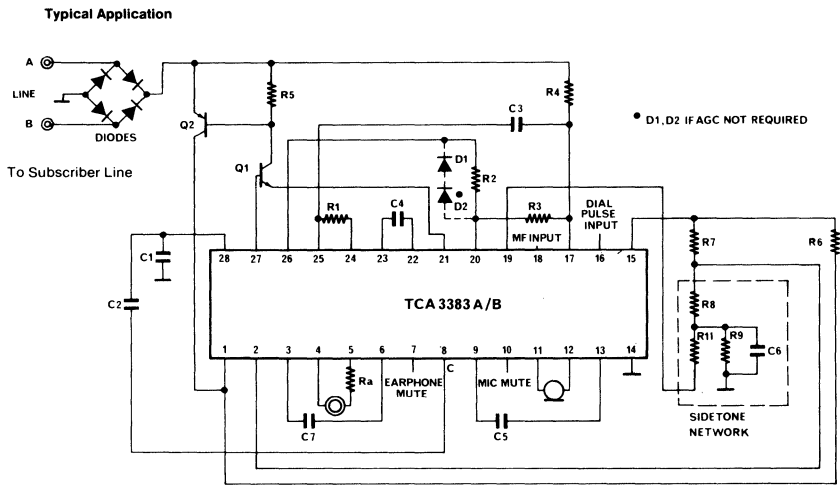 Typical Application
A
LINE
B
DIODES
To Subscriber Line
Q2
R5
Q1
C3
R4
● D1, D2 IF AGC NOT REQUIRED
D1
D2
R2
R1
C4
R3
MF INPUT
DIAL
PULSE
INPUT
R7
R6
C1
C2
28 27 26 25 24 23 22 21 20 19 18 17 16 15
TCA3383A/B
1 2 3 4 5 6 7 8 9 10 11 12 13 14
C
Ra
EARPHONE
MUTE
MIC MUTE
C7
C5
R8
R11
R9
C6
SIDETONE
NETWORK